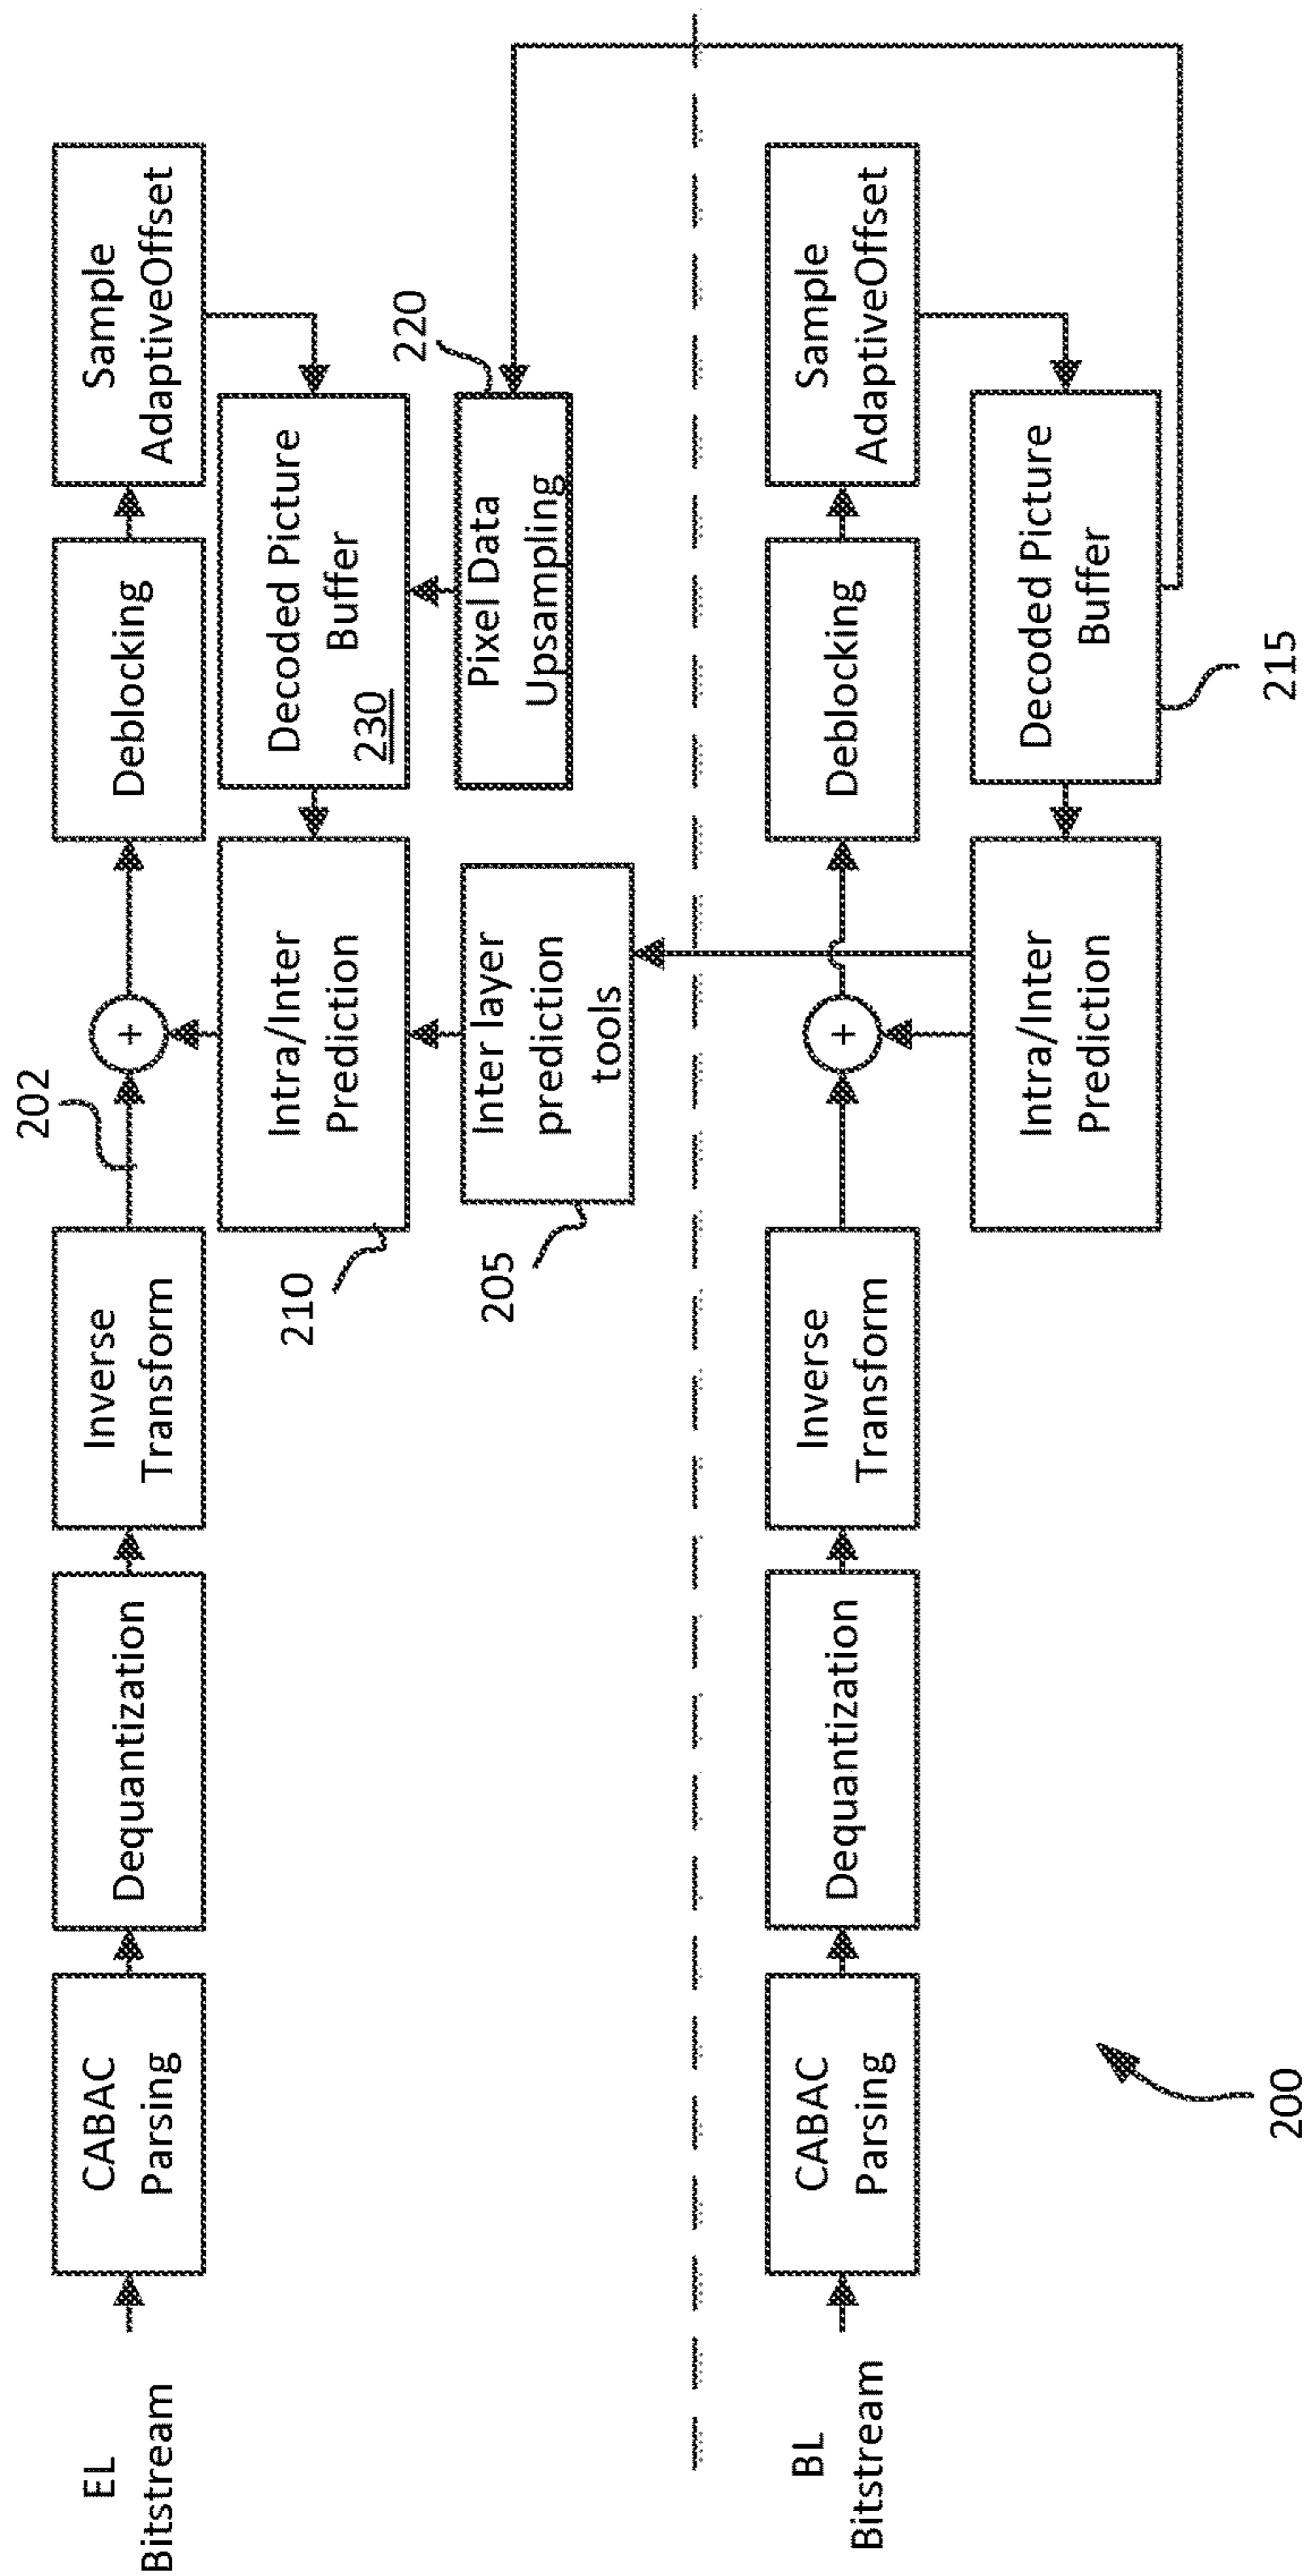 EL
Bitstream
CABAC
Parsing
Dequantization
Inverse
Transform
202
+
Deblocking
Sample
AdaptiveOffset
210
Intra/Inter
Prediction
Decoded Picture
Buffer
230
220
205
Inter layer
prediction
tools
Pixel Data
Upsampling
BL
Bitstream
CABAC
Parsing
Dequantization
Inverse
Transform
+
Deblocking
Sample
AdaptiveOffset
Intra/Inter
Prediction
Decoded Picture
Buffer
200
215